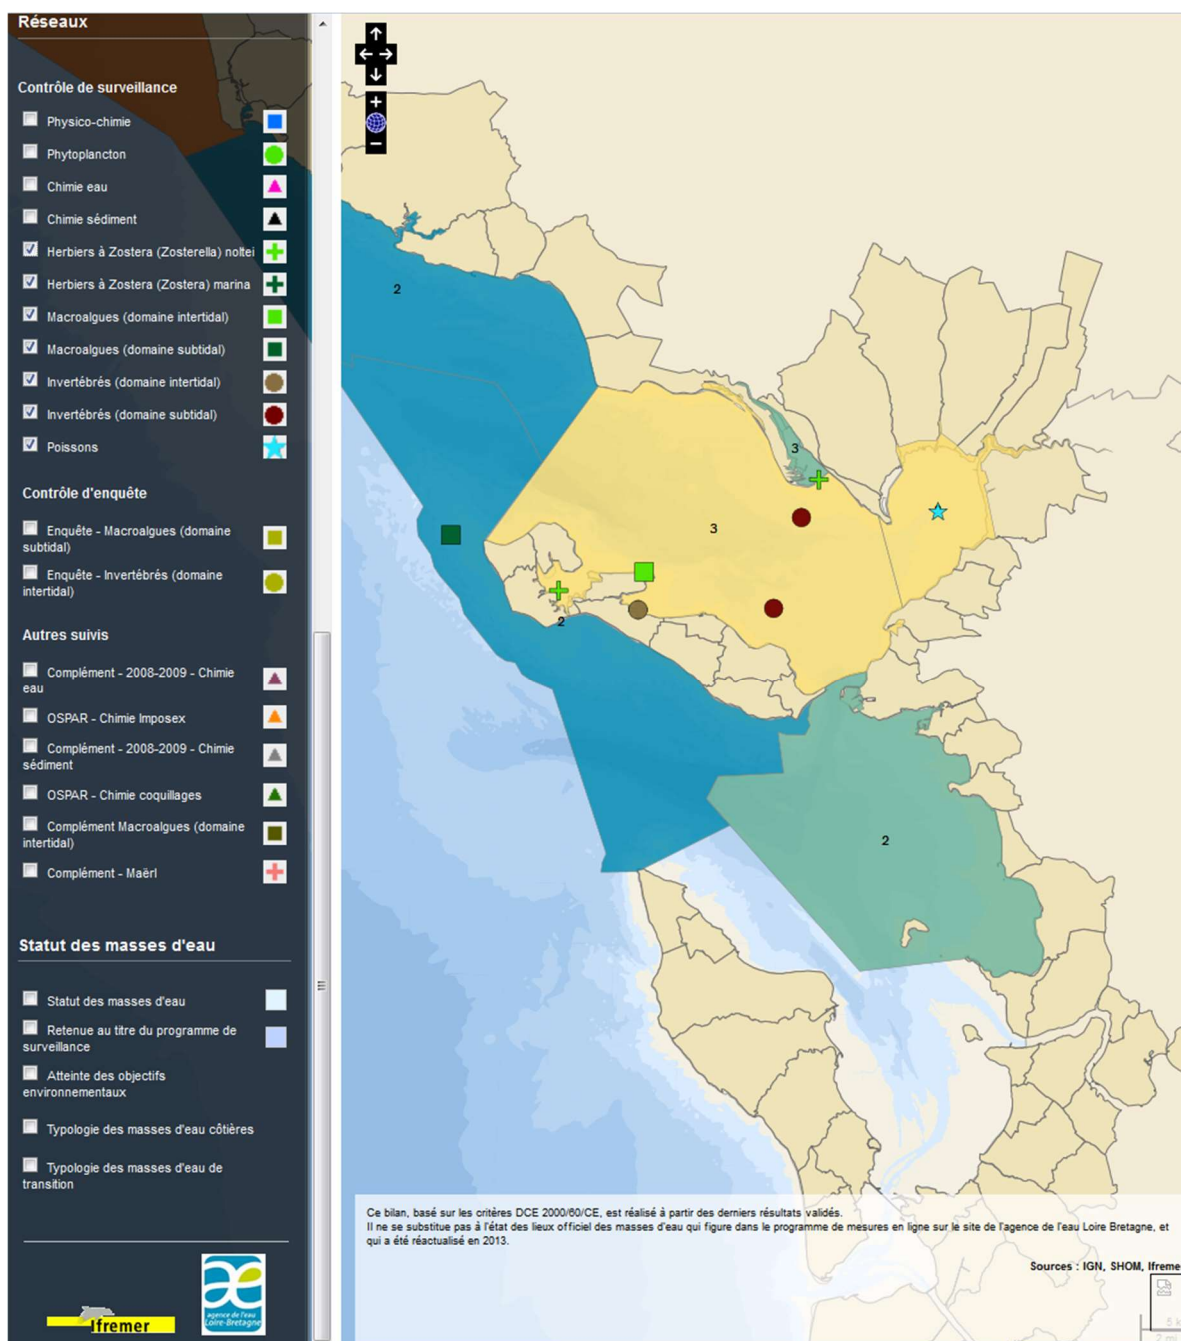 Réseaux
Contrôle de surveillance
Physico-chimie
Phytoplancton
Chimie eau
Chimie sédiment
Herbiers à Zostera (Zosterella) noltei
Herbiers à Zostera (Zostera) marina
Macroalgues (domaine intertidal)
Macroalgues (domaine subtidal)
Invertébrés (domaine intertidal)
Invertébrés (domaine subtidal)
Poissons
Contrôle d'enquête
Enquête - Macroalgues (domaine
subtidal)
Enquête - Invertébrés (domaine
intertidal)
Autres suivis
Complément - 2008-2009 - Chimie
eau
OSPAR - Chimie Imposex
Complément - 2008-2009 - Chimie
sédiment
OSPAR - Chimie coquillages
Complément Macroalgues (domaine
intertidal)
Complément - Maërl
Statut des masses d'eau
Statut des masses d'eau
Retenue au titre du programme de
surveillance
Atteinte des objectifs
environnementaux
Typologie des masses d'eau côtières
Typologie des masses d'eau de
transition
Ifremer
æ
agence de l'eau
Loire-Bretagne
2
3
3
2
2
Ce bilan, basé sur les critères DCE 2000/60/CE, est réalisé à partir des derniers résultats validés.
Il ne se substitue pas à l'état des lieux officiel des masses d'eau qui figure dans le programme de mesures en ligne sur le site de l'agence de l'eau Loire Bretagne, et
qui a été réactualisé en 2013.
Sources : IGN, SHOM, Ifreme
5 k
2 mi